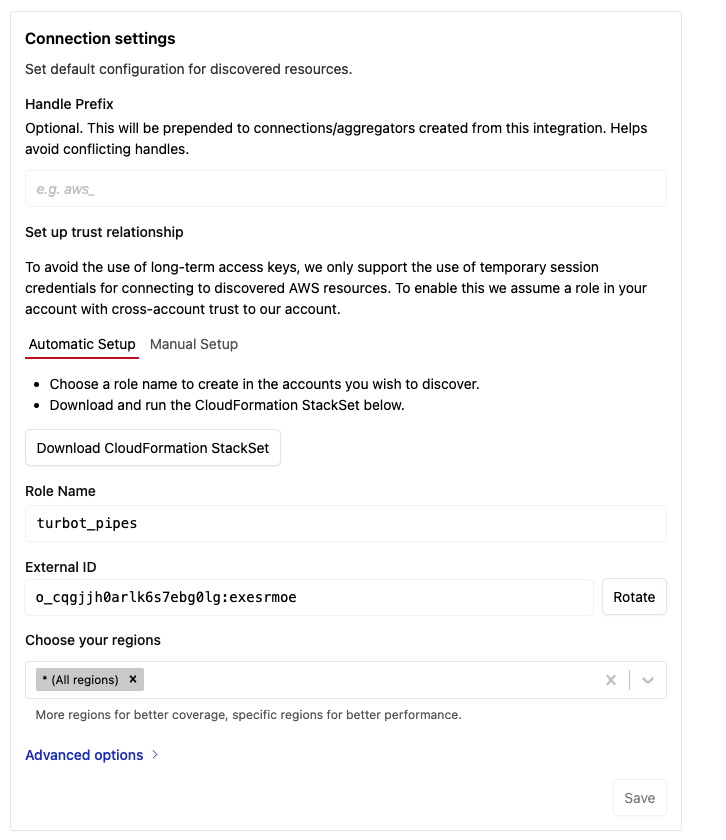 Connection settings
Set default configuration for discovered resources.
Handle Prefix
Optional. This will be prepended to connections/aggregators created from this integration. Helps
avoid conflicting handles.
e.g. aws_
Set up trust relationship
To avoid the use of long-term access keys, we only support the use of temporary session
credentials for connecting to discovered AWS resources. To enable this we assume a role in your
account with cross-account trust to our account.
Automatic Setup Manual Setup
• Choose a role name to create in the accounts you wish to discover.
• Download and run the CloudFormation StackSet below.
Download CloudFormation StackSet
Role Name
turbot_pipes
External ID
o_cqgjjh0arlk6s7ebg0lg:exesrmoe
Rotate
Choose your regions
* (All regions) ×
More regions for better coverage, specific regions for better performance.
Advanced options >
Save